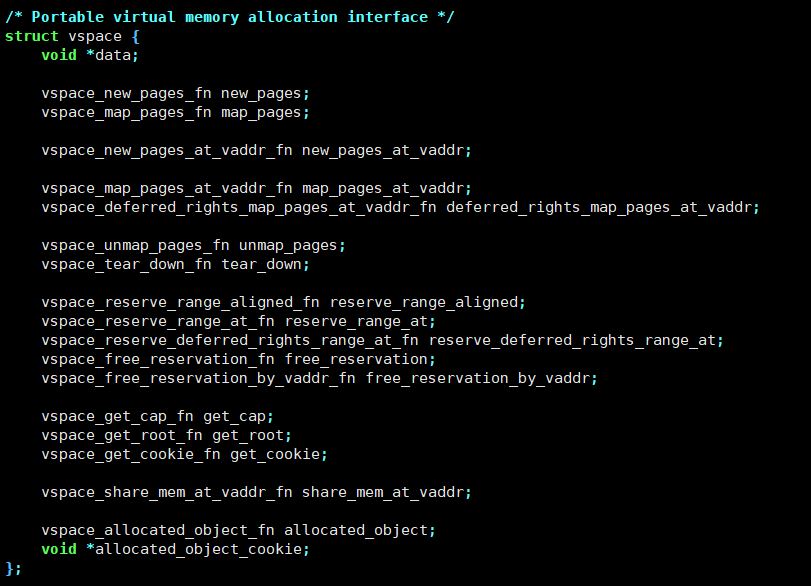 /* Portable virtual memory allocation interface */
struct vspace {
    void *data;

    vspace_new_pages_fn new_pages;
    vspace_map_pages_fn map_pages;

    vspace_new_pages_at_vaddr_fn new_pages_at_vaddr;

    vspace_map_pages_at_vaddr_fn map_pages_at_vaddr;
    vspace_deferred_rights_map_pages_at_vaddr_fn deferred_rights_map_pages_at_vaddr;

    vspace_unmap_pages_fn unmap_pages;
    vspace_tear_down_fn tear_down;

    vspace_reserve_range_aligned_fn reserve_range_aligned;
    vspace_reserve_range_at_fn reserve_range_at;
    vspace_reserve_deferred_rights_range_at_fn reserve_deferred_rights_range_at;
    vspace_free_reservation_fn free_reservation;
    vspace_free_reservation_by_vaddr_fn free_reservation_by_vaddr;

    vspace_get_cap_fn get_cap;
    vspace_get_root_fn get_root;
    vspace_get_cookie_fn get_cookie;

    vspace_share_mem_at_vaddr_fn share_mem_at_vaddr;

    vspace_allocated_object_fn allocated_object;
    void *allocated_object_cookie;
};